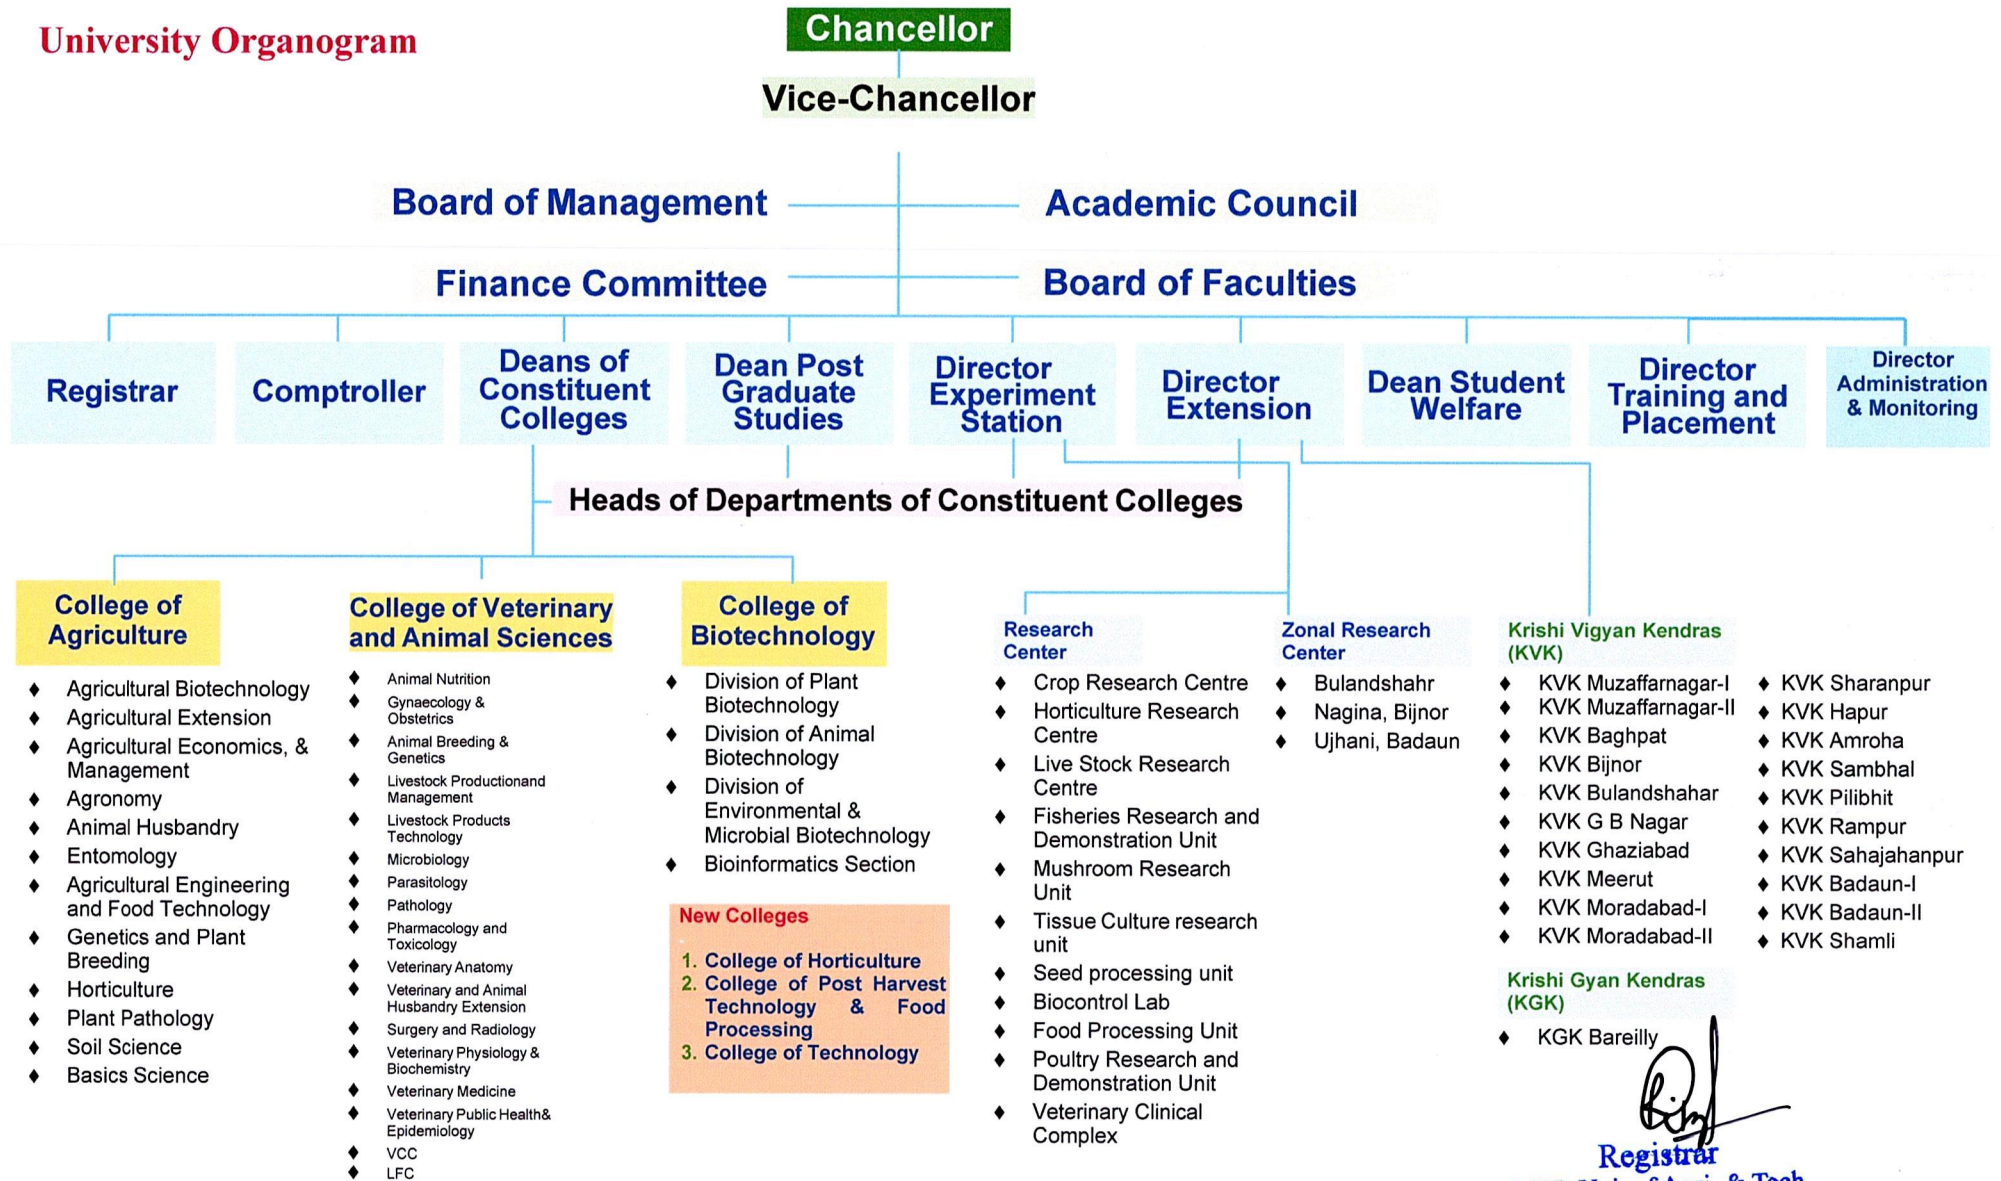 University Organogram
Chancellor
Vice-Chancellor
Board of Management
Academic Council
Finance Committee
Board of Faculties
Registrar
Comptroller
Deans of
Constituent
Colleges
Dean Post
Graduate
Studies
Director
Experiment
Station
Director
Extension
Dean Student
Welfare
Director
Training and
Placement
Director
Administration
& Monitoring
Heads of Departments of Constituent Colleges
College of
Agriculture
♦ Agricultural Biotechnology
♦ Agricultural Extension
♦ Agricultural Economics, &
Management
♦ Agronomy
♦ Animal Husbandry
♦ Entomology
♦ Agricultural Engineering
and Food Technology
♦ Genetics and Plant
Breeding
♦ Horticulture
♦ Plant Pathology
♦ Soil Science
♦ Basics Science
College of Veterinary
and Animal Sciences
♦ Animal Nutrition
♦ Gynaecology &
Obstetrics
♦ Animal Breeding &
Genetics
♦ Livestock Productionand
Management
♦ Livestock Products
Technology
♦ Microbiology
♦ Parasitology
♦ Pathology
♦ Pharmacology and
Toxicology
♦ Veterinary Anatomy
♦ Veterinary and Animal
Husbandry Extension
♦ Surgery and Radiology
♦ Veterinary Physiology &
Biochemistry
♦ Veterinary Medicine
♦ Veterinary Public Health&
Epidemiology
♦ VCC
♦ LFC
College of
Biotechnology
♦ Division of Plant
Biotechnology
♦ Division of Animal
Biotechnology
♦ Division of
Environmental &
Microbial Biotechnology
♦ Bioinformatics Section
New Colleges
1. College of Horticulture
2. College of Post Harvest
Technology & Food
Processing
3. College of Technology
Research
Center
♦ Crop Research Centre
♦ Horticulture Research
Centre
♦ Live Stock Research
Centre
♦ Fisheries Research and
Demonstration Unit
♦ Mushroom Research
Unit
♦ Tissue Culture research
unit
♦ Seed processing unit
♦ Biocontrol Lab
♦ Food Processing Unit
♦ Poultry Research and
Demonstration Unit
♦ Veterinary Clinical
Complex
Zonal Research
Center
♦ Bulandshahr
♦ Nagina, Bijnor
♦ Ujhani, Badaun
Krishi Vigyan Kendras
(KVK)
♦ KVK Muzaffarnagar-I
♦ KVK Muzaffarnagar-II
♦ KVK Baghpat
♦ KVK Bijnor
♦ KVK Bulandshahar
♦ KVK G B Nagar
♦ KVK Ghaziabad
♦ KVK Meerut
♦ KVK Moradabad-I
♦ KVK Moradabad-II
♦ KVK Sharanpur
♦ KVK Hapur
♦ KVK Amroha
♦ KVK Sambhal
♦ KVK Pilibhit
♦ KVK Rampur
♦ KVK Sahajahanpur
♦ KVK Badaun-I
♦ KVK Badaun-II
♦ KVK Shamli
Krishi Gyan Kendras
(KGK)
♦ KGK Bareilly
Registrar